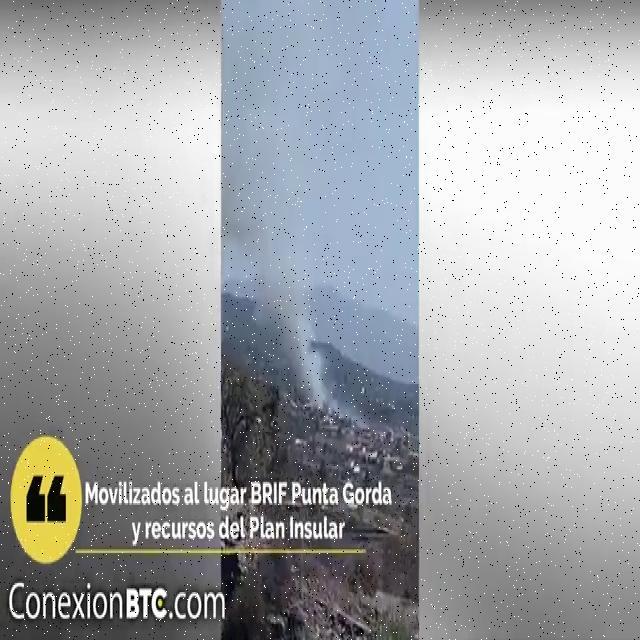 Movilizados al lugar BRIF Punta Gorda
y recursos del Plan Insular
ConexionBTC.com